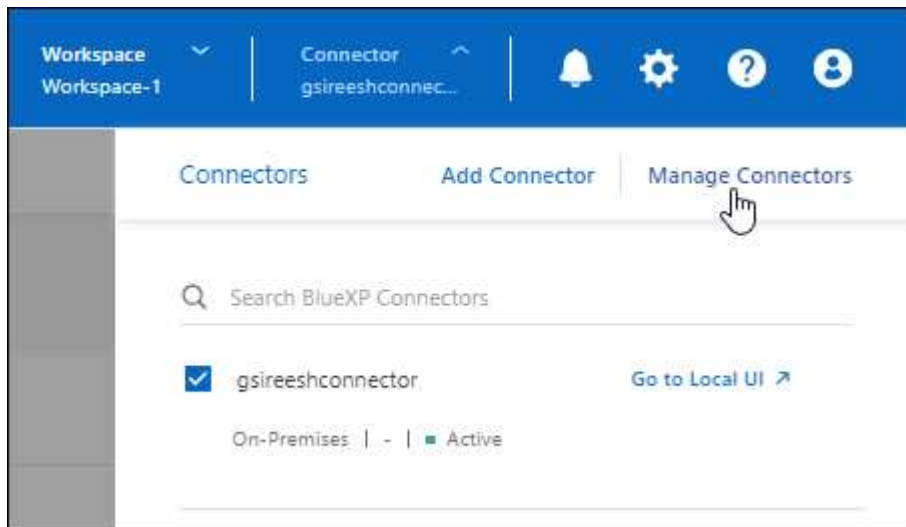 Workspace
Workspace-1
Connector
gsireeshconnec...
Connectors
Add Connector
Manage Connectors
Search BlueXP Connectors
gsireeshconnector
Go to Local UI
On-Premises | - | Active